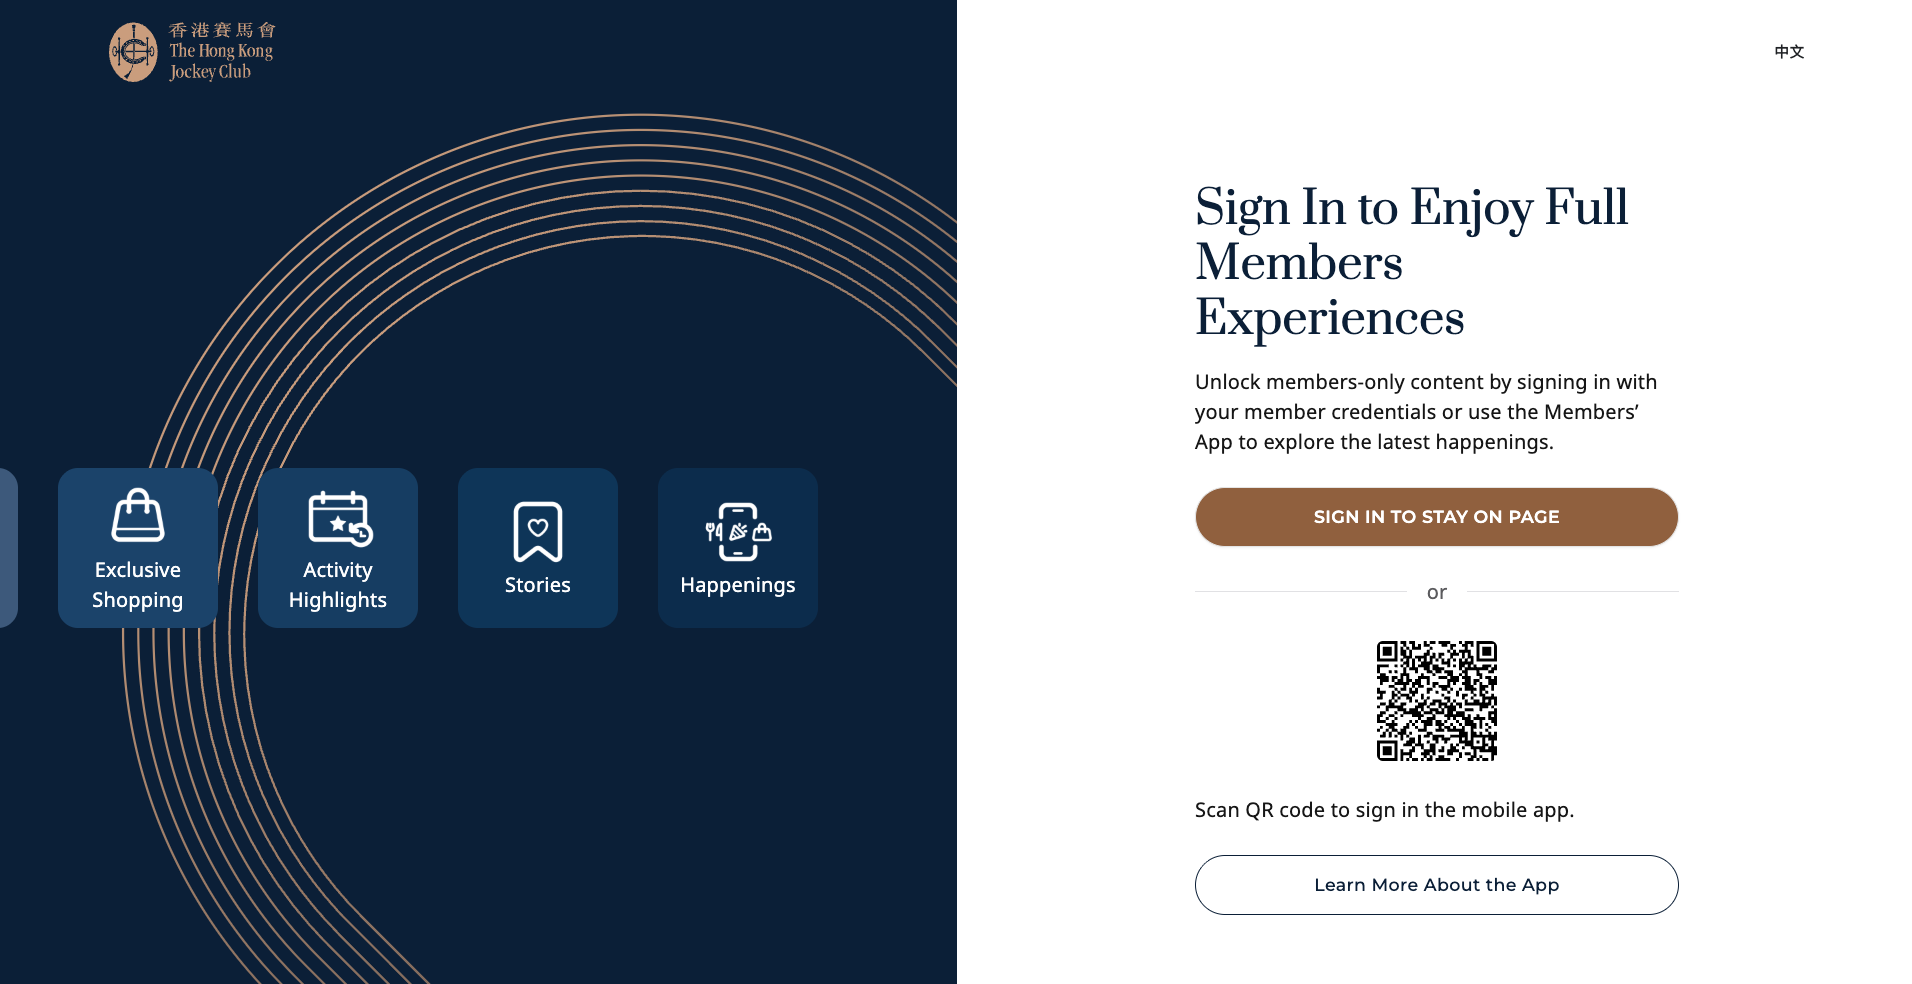 香港賽馬會
The Hong Kong
Jockey Club
中文
Exclusive
Shopping
Activity
Highlights
Stories
Happenings
Sign In to Enjoy Full
Members
Experiences
Unlock members-only content by signing in with
your member credentials or use the Members’
App to explore the latest happenings.
SIGN IN TO STAY ON PAGE
or
Scan QR code to sign in the mobile app.
Learn More About the App